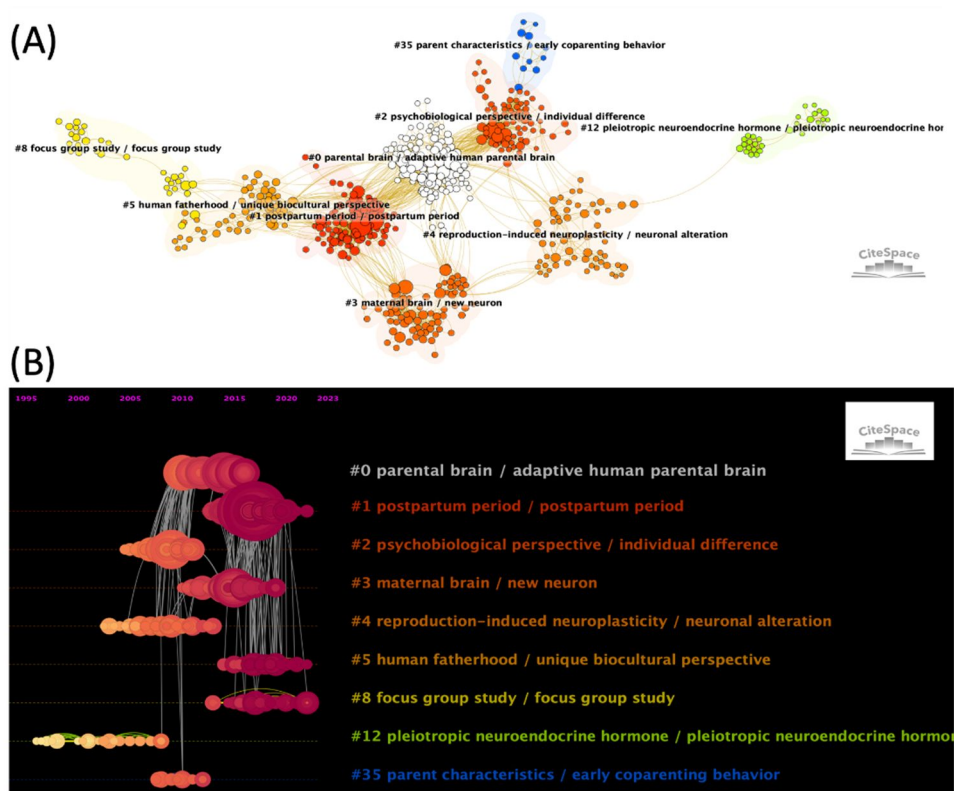 (A)
#35 parent characteristics / early coparenting behavior
#2 psychobiological perspective / individual difference
#12 pleiotropic neuroendocrine hormone / pleiotropic neuroendocrine hor
#8 focus group study / focus group study
#0 parental brain / adaptive human parental brain
#5 human fatherhood / unique biocultural perspective
#1 postpartum period / postpartum period
#4 reproduction-induced neuroplasticity / neuronal alteration
CiteSpace
#3 maternal brain / new neuron
(B)
1995 2000 2005 2010 2015 2020 2023
CiteSpace
#0 parental brain / adaptive human parental brain
#1 postpartum period / postpartum period
#2 psychobiological perspective / individual difference
#3 maternal brain / new neuron
#4 reproduction-induced neuroplasticity / neuronal alteration
#5 human fatherhood / unique biocultural perspective
#8 focus group study / focus group study
#12 pleiotropic neuroendocrine hormone / pleiotropic neuroendocrine hormo
#35 parent characteristics / early coparenting behavior